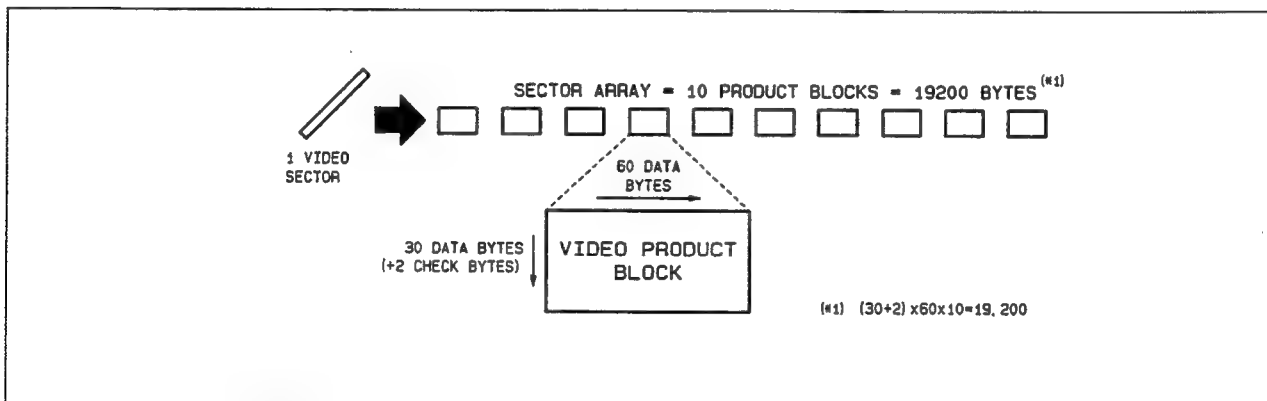 SECTOR ARRAY = 10 PRODUCT BLOCKS = 19200 BYTES (*1)
1 VIDEO
SECTOR
60 DATA
BYTES
30 DATA BYTES
(+2 CHECK BYTES)
VIDEO PRODUCT
BLOCK
(*1) (30+2)x60x10=19,200